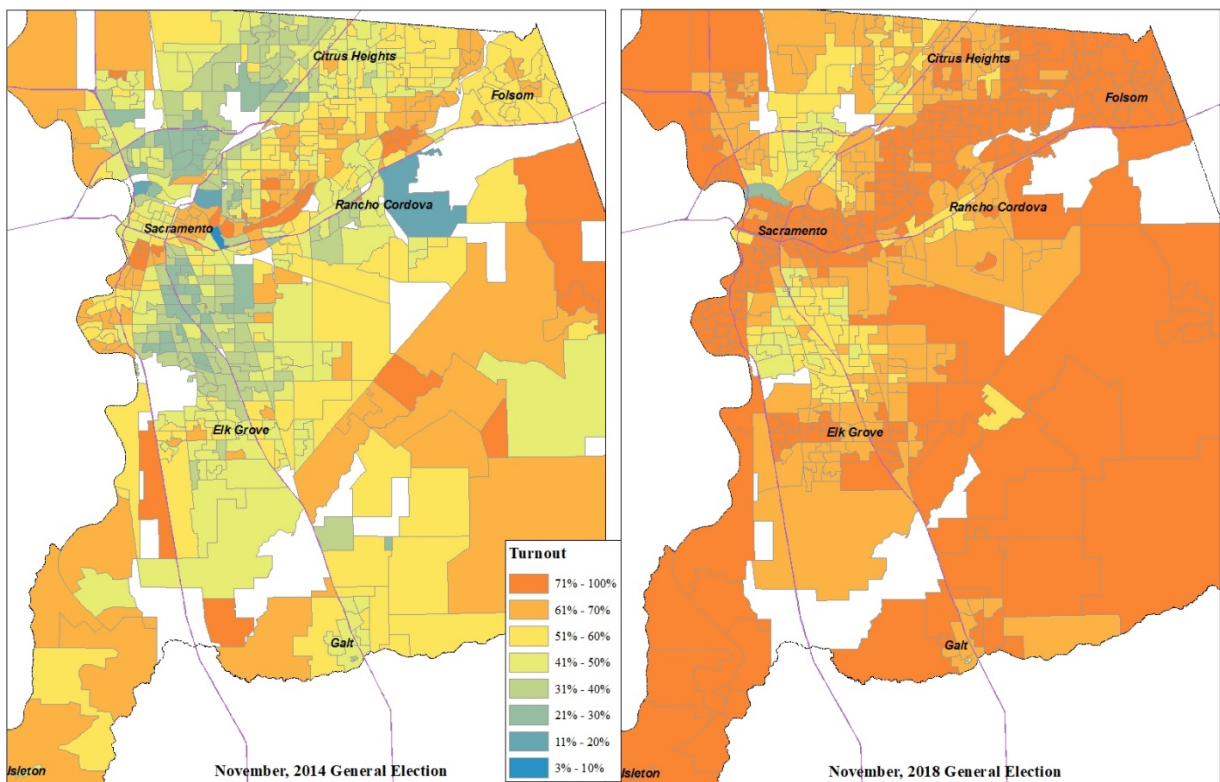 Citrus Heights
Folsom
Rancho Cordova
Sacramento
Elk Grove
Galt
Isleton
November, 2014 General Election
Turnout
71% - 100%
61% - 70%
51% - 60%
41% - 50%
31% - 40%
21% - 30%
11% - 20%
3% - 10%
Citrus Heights
Folsom
Rancho Cordova
Sacramento
Elk Grove
Galt
Isleton
November, 2018 General Election